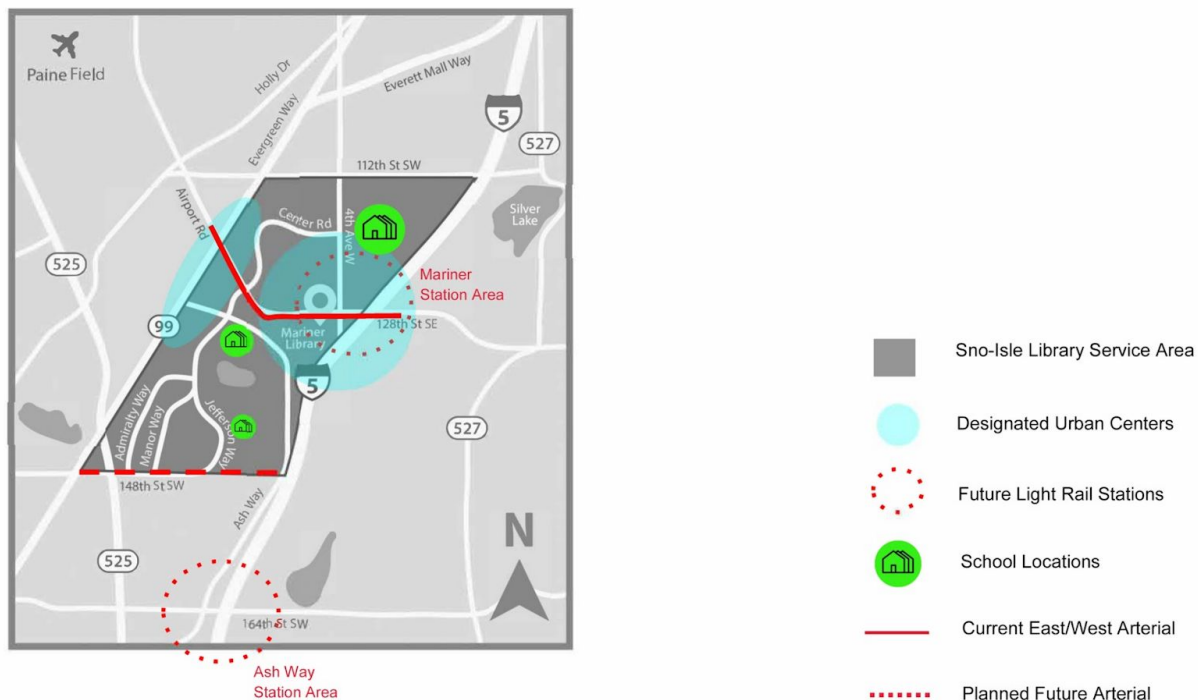 Paine Field
Holly Dr
Evergreen Way
Everett Mall Way
5
527
112th St SW
Airport Rd
Center Rd
4th Ave W
Silver
Lake
525
Mariner
Station Area
99
128th St SE
Mariner
Library
5
Admiralty Way
Manor Way
Jefferson Way
527
148th St SW
Ash Way
N
525
164th St SW
Ash Way
Station Area
Sno-Isle Library Service Area
Designated Urban Centers
Future Light Rail Stations
School Locations
Current East/West Arterial
Planned Future Arterial